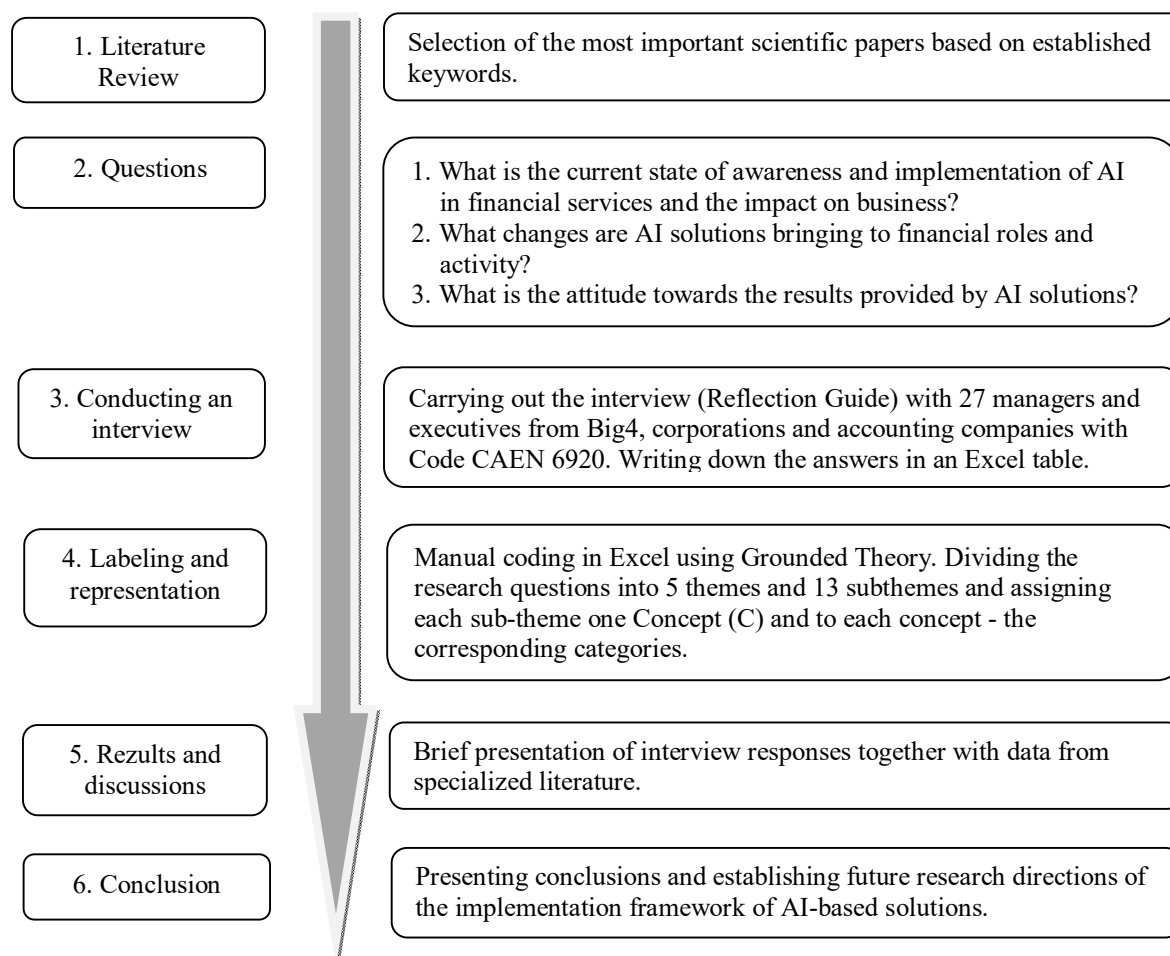 1. Literature
Review
Selection of the most important scientific papers based on established
keywords.
2. Questions
1. What is the current state of awareness and implementation of AI
in financial services and the impact on business?
2. What changes are AI solutions bringing to financial roles and
activity?
3. What is the attitude towards the results provided by AI solutions?
3. Conducting an
interview
Carrying out the interview (Reflection Guide) with 27 managers and
executives from Big4, corporations and accounting companies with
Code CAEN 6920. Writing down the answers in an Excel table.
4. Labeling and
representation
Manual coding in Excel using Grounded Theory. Dividing the
research questions into 5 themes and 13 subthemes and assigning
each sub-theme one Concept (C) and to each concept - the
corresponding categories.
5. Rezults and
discussions
Brief presentation of interview responses together with data from
specialized literature.
6. Conclusion
Presenting conclusions and establishing future research directions of
the implementation framework of AI-based solutions.